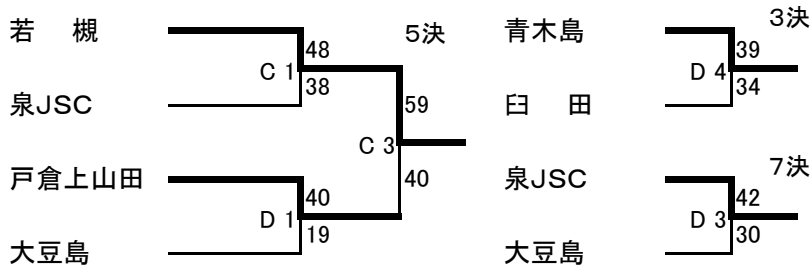 若 槻
48
C 1
38
泉JSC
5決
59
C 3
40
戸倉上山田
40
D 1
19
大豆島
青木島
3決
39
D 4
34
臼 田
泉JSC
7決
42
D 3
30
大豆島